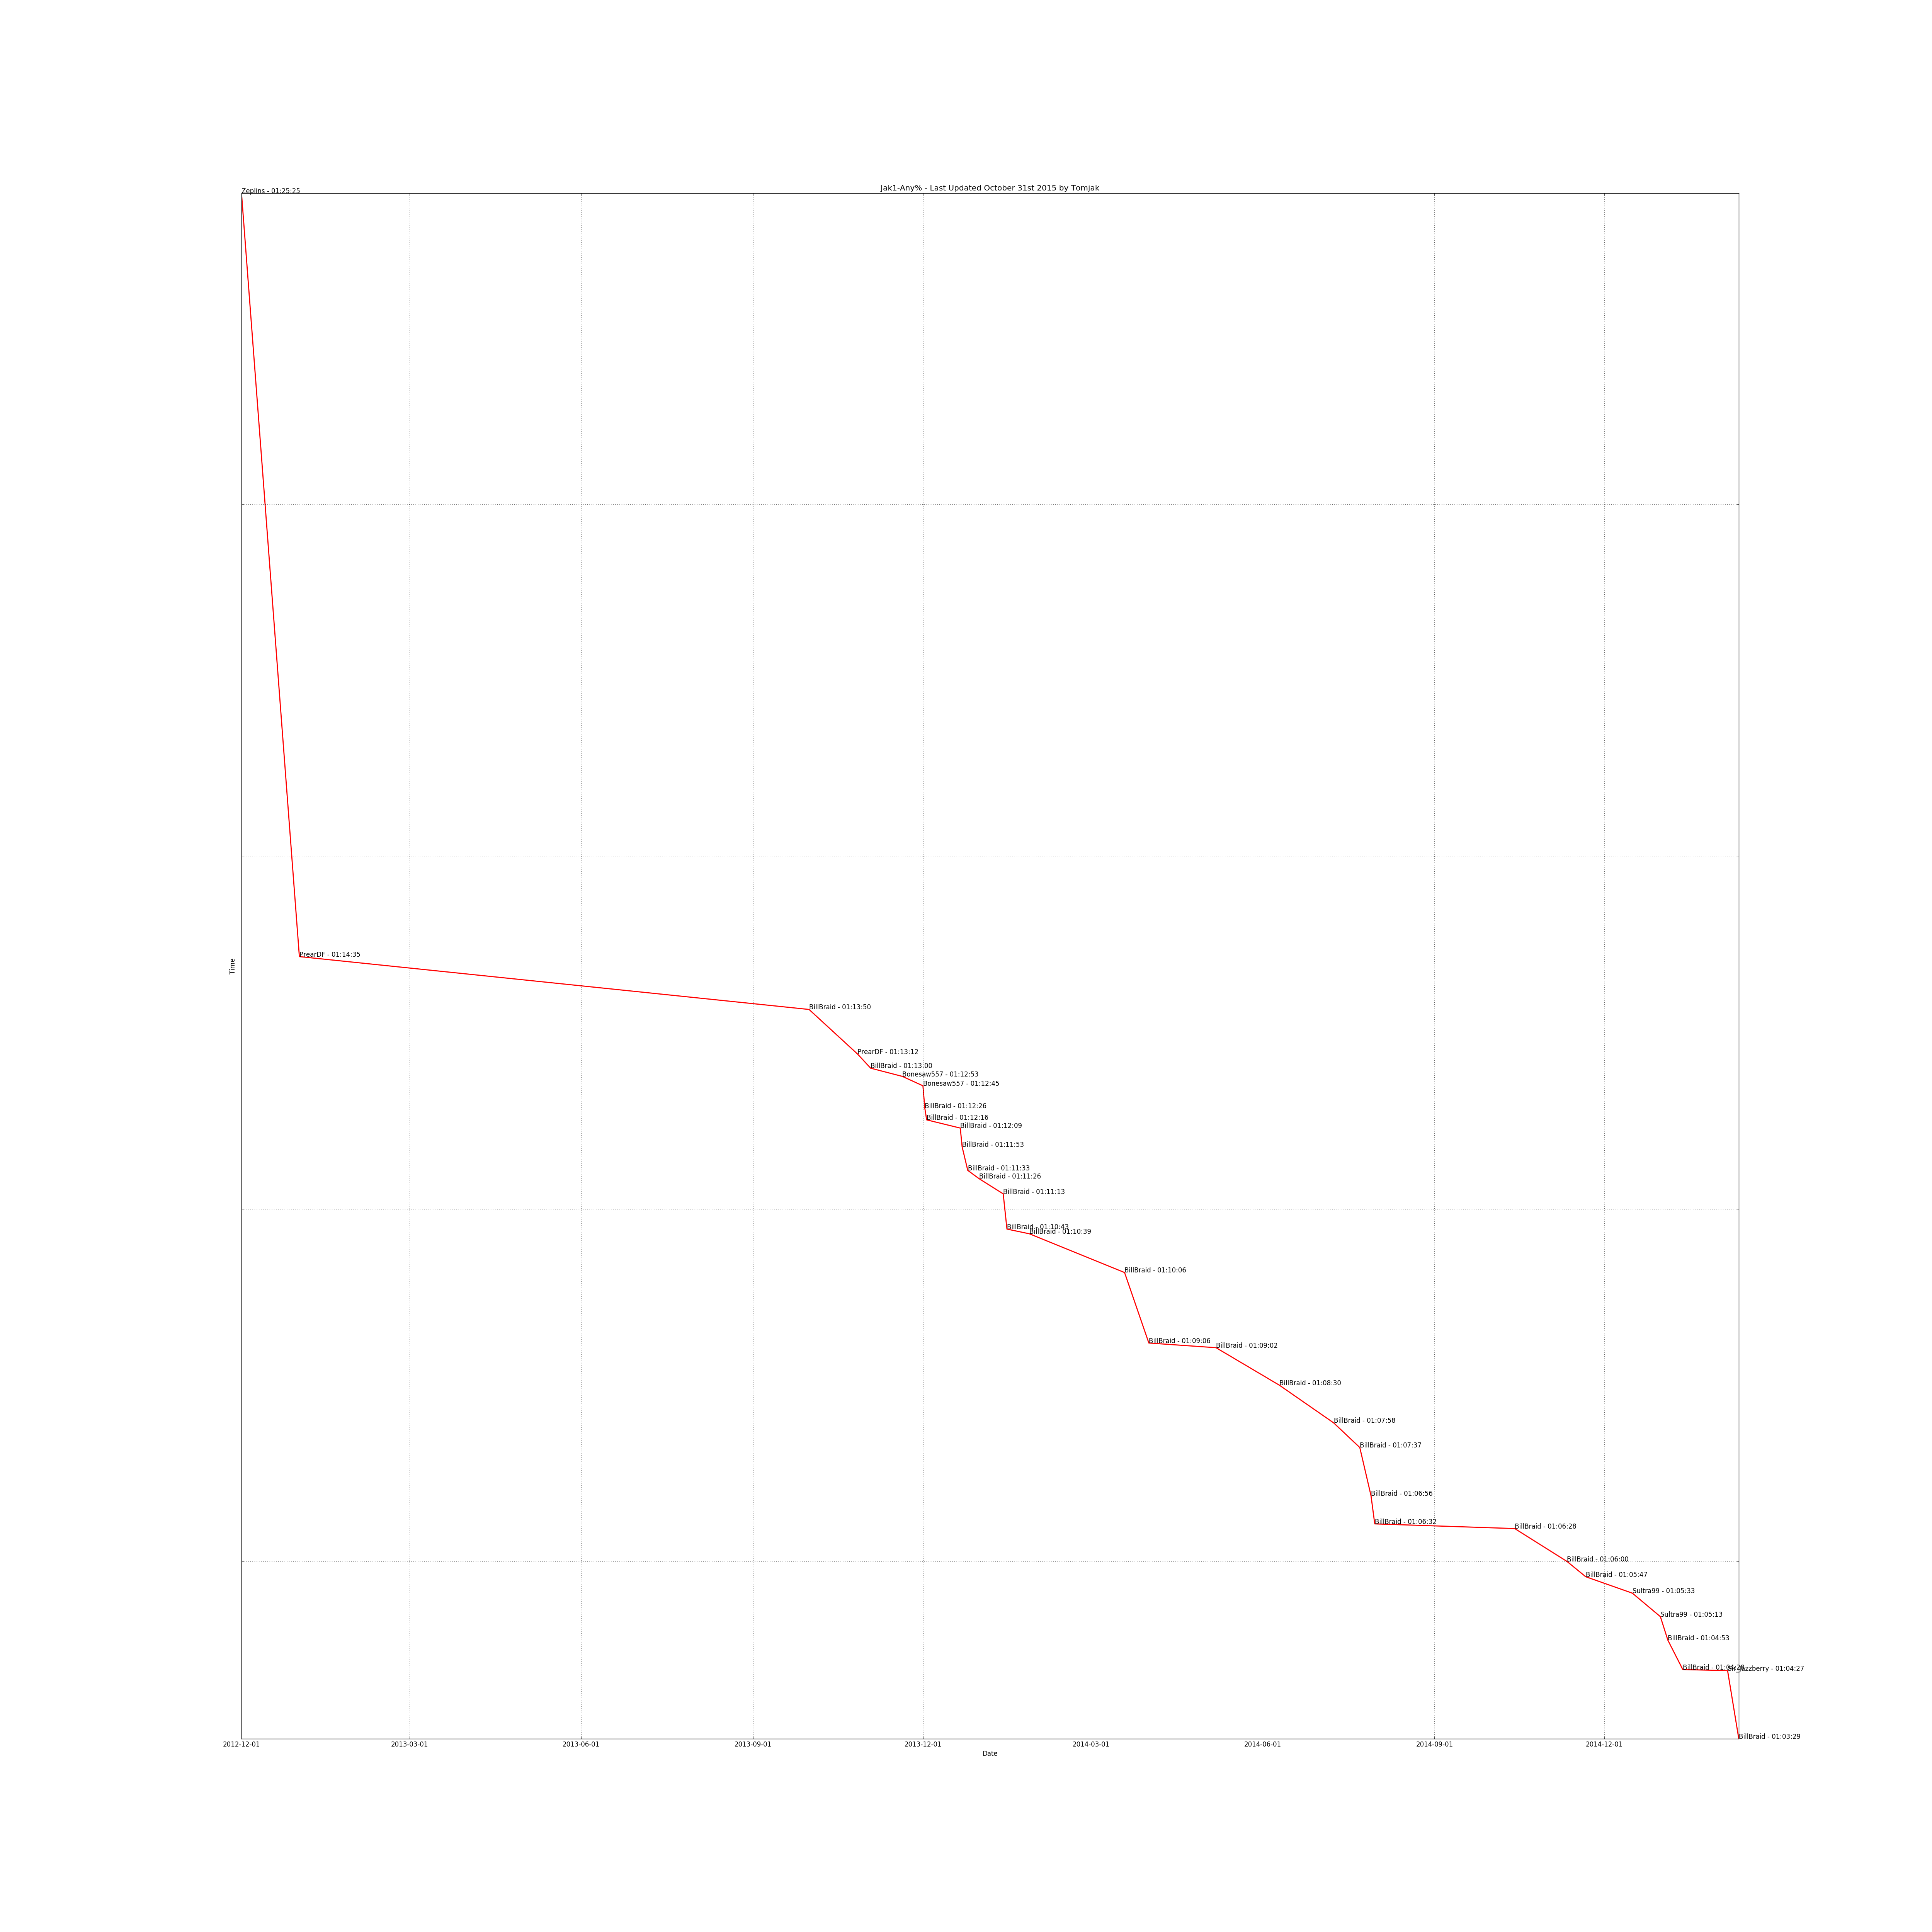 Jak1-Any% - Last Updated October 31st 2015 by Tomjak
Zeplins - 01:25:25
PrearDF - 01:14:35
BillBraid - 01:13:50
PrearDF - 01:13:12
BillBraid - 01:13:00
Bonesaw557 - 01:12:53
Bonesaw557 - 01:12:45
BillBraid - 01:12:26
BillBraid - 01:12:16
BillBraid - 01:12:09
BillBraid - 01:11:53
BillBraid - 01:11:33
BillBraid - 01:11:26
BillBraid - 01:11:13
BillBraid - 01:10:43
BillBraid - 01:10:39
BillBraid - 01:10:06
BillBraid - 01:09:06
BillBraid - 01:09:02
BillBraid - 01:08:30
BillBraid - 01:07:58
BillBraid - 01:07:37
BillBraid - 01:06:56
BillBraid - 01:06:32
BillBraid - 01:06:28
BillBraid - 01:06:00
BillBraid - 01:05:47
Sultra99 - 01:05:33
Sultra99 - 01:05:13
BillBraid - 01:04:53
BillBraid -
- 01:04:27
BillBraid - 01:03:29
Time
2012-12-01 2013-03-01 2013-06-01 2013-09-01 2013-12-01 2014-03-01 2014-06-01 2014-09-01 2014-12-01
Date